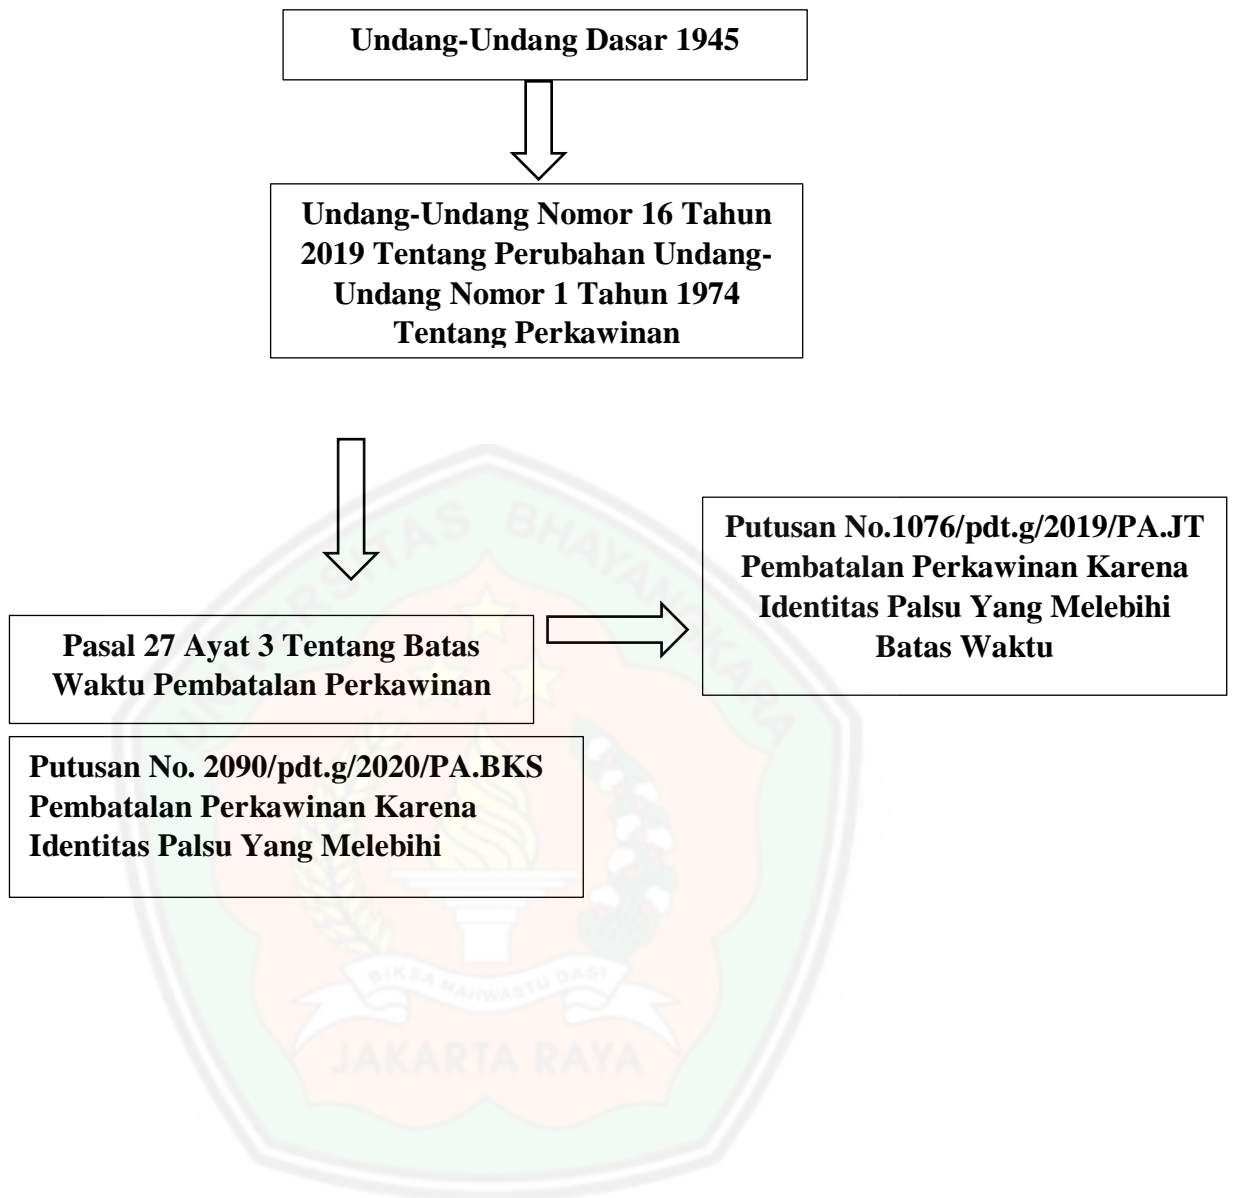 Undang-Undang Dasar 1945
Undang-Undang Nomor 16 Tahun
2019 Tentang Perubahan Undang-
Undang Nomor 1 Tahun 1974
Tentang Perkawinan
Putusan No.1076/pdt.g/2019/PA.JT
Pembatalan Perkawinan Karena
Identitas Palsu Yang Melebihi
Batas Waktu
Pasal 27 Ayat 3 Tentang Batas
Waktu Pembatalan Perkawinan
Putusan No. 2090/pdt.g/2020/PA.BKS
Pembatalan Perkawinan Karena
Identitas Palsu Yang Melebihi
UNIVERSITAS BHAYANGKARA
BIKSA MAHWASTU DASI
JAKARTA RAYA